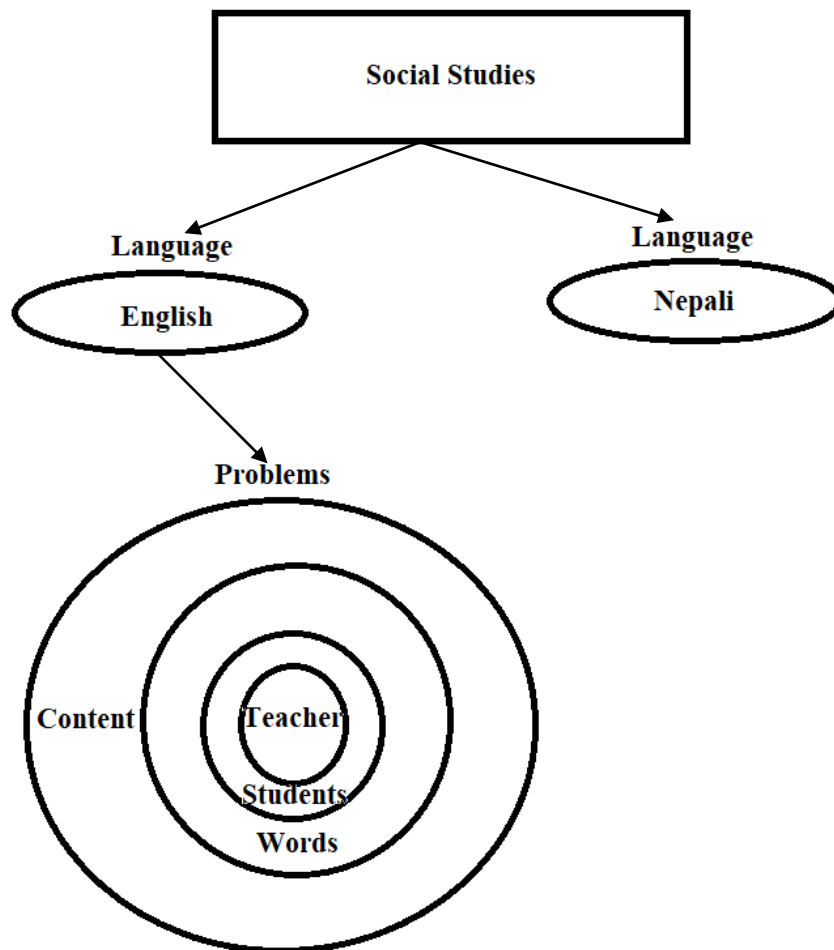 Social Studies
Language
Language
English
Nepali
Problems
Content
Teacher
Students
Words